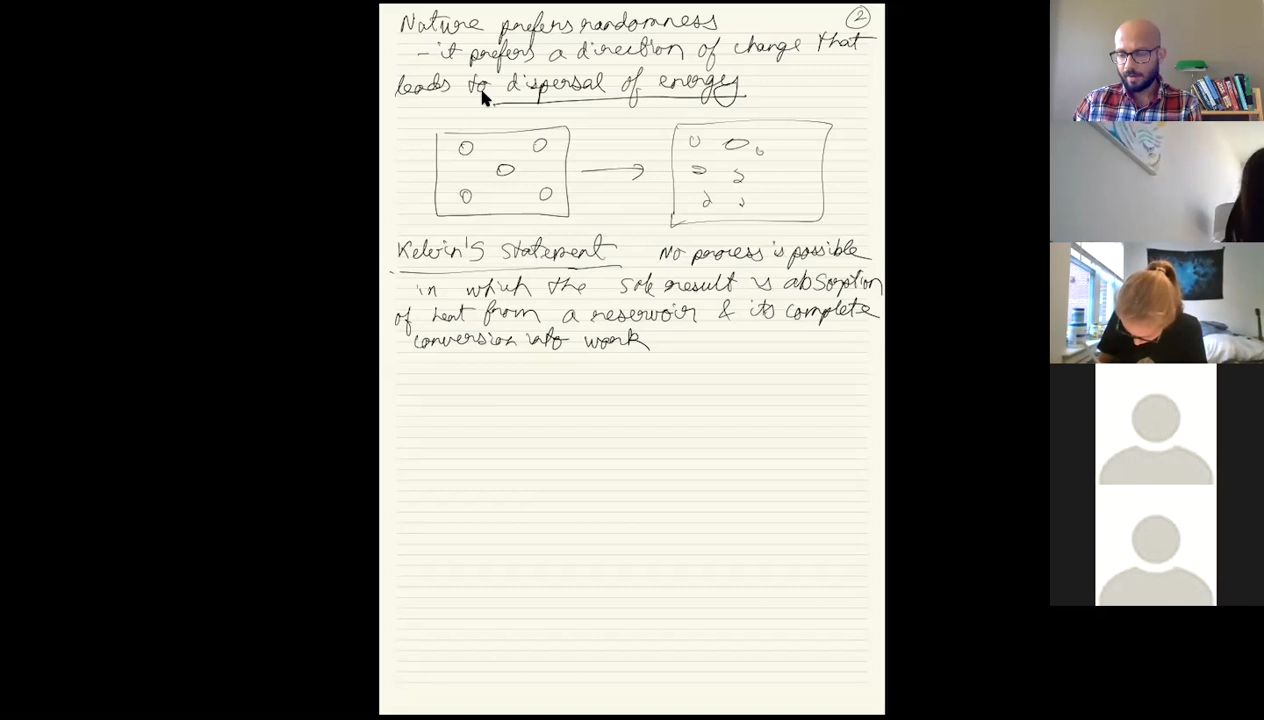 ②
Nature prefers randomness
- it prefers a direction of change that
leads to dispersal of energy
Kelvin's statement No process is possible
in which the sole result is absorption
of heat from a reservoir & its complete
conversion into work